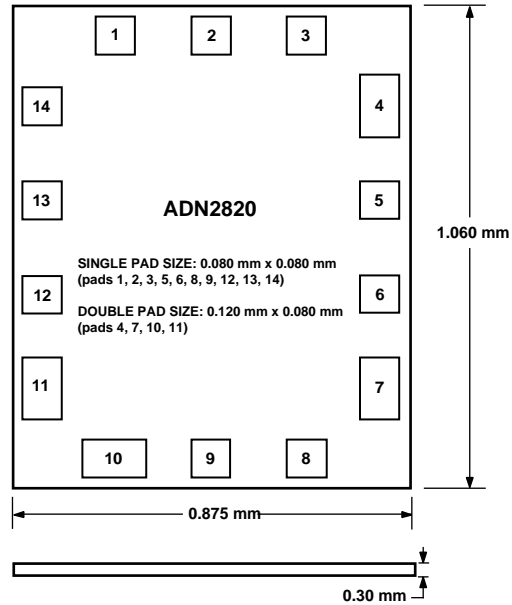 1
2
3
14
4
13
ADN2820
5
1.060 mm
SINGLE PAD SIZE: 0.080 mm x 0.080 mm
(pads 1, 2, 3, 5, 6, 8, 9, 12, 13, 14)
12
6
DOUBLE PAD SIZE: 0.120 mm x 0.080 mm
(pads 4, 7, 10, 11)
11
7
10
9
8
0.875 mm
0.30 mm